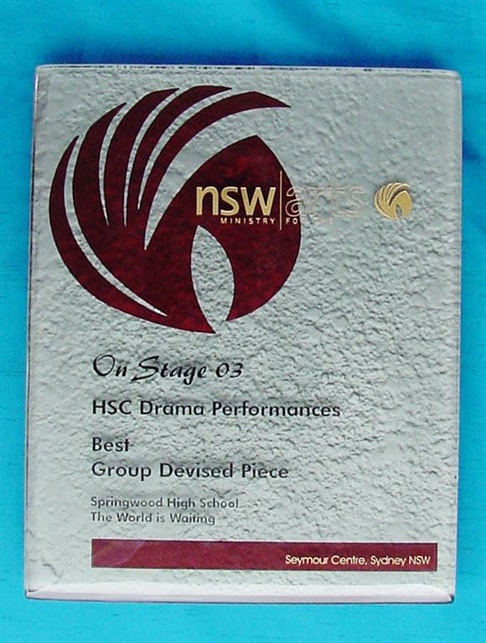 nsw arts
MINISTRY FOR THE
On Stage 03
HSC Drama Performances
Best
Group Devised Piece
Springwood High School
The World is Waiting
Seymour Centre, Sydney NSW